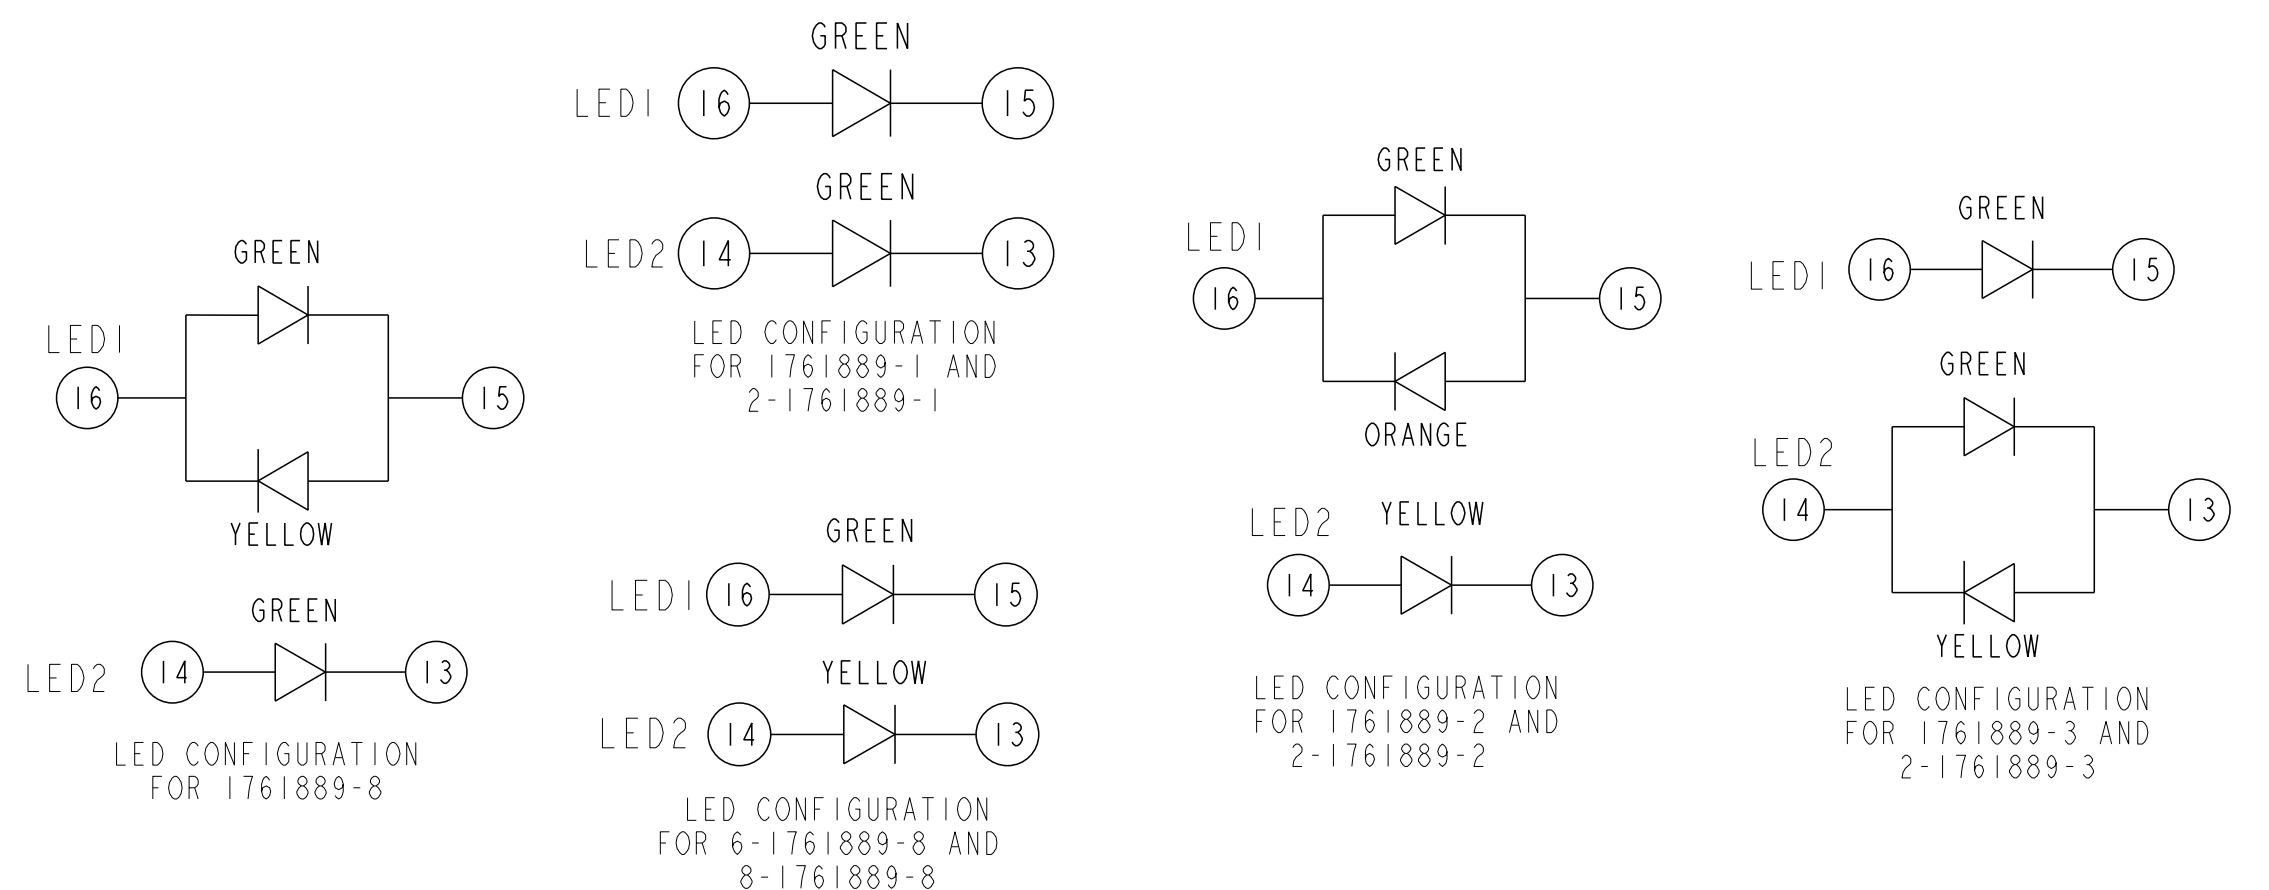 GREEN
LED1
16
15
YELLOW
GREEN
LED2
14
13
LED CONFIGURATION
FOR 1761889-8
GREEN
LED1
16
15
GREEN
LED2
14
13
LED CONFIGURATION
FOR 1761889-1 AND
2-1761889-1
GREEN
LED1
16
15
YELLOW
LED2
14
13
LED CONFIGURATION
FOR 6-1761889-8 AND
8-1761889-8
GREEN
LED1
16
15
ORANGE
YELLOW
LED2
14
13
LED CONFIGURATION
FOR 1761889-2 AND
2-1761889-2
GREEN
LED1
16
15
GREEN
LED2
14
13
YELLOW
LED CONFIGURATION
FOR 1761889-3 AND
2-1761889-3